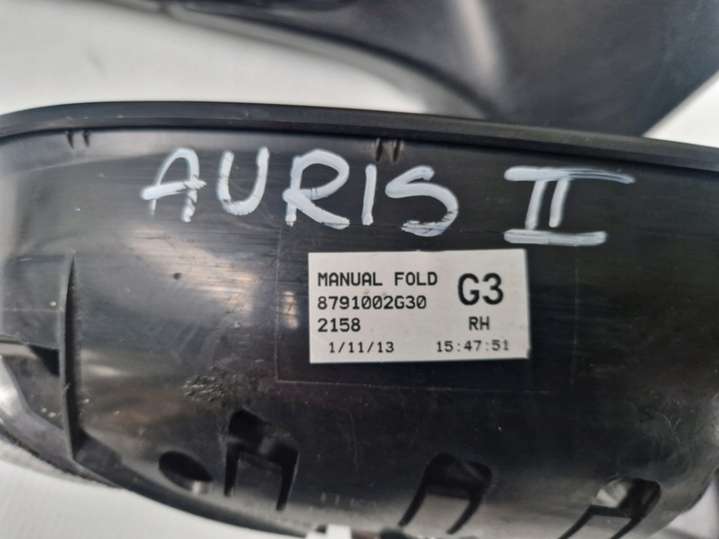 AURIS II
MANUAL FOLD G3
8791002G30
2158 RH
1/11/13 15:47:51